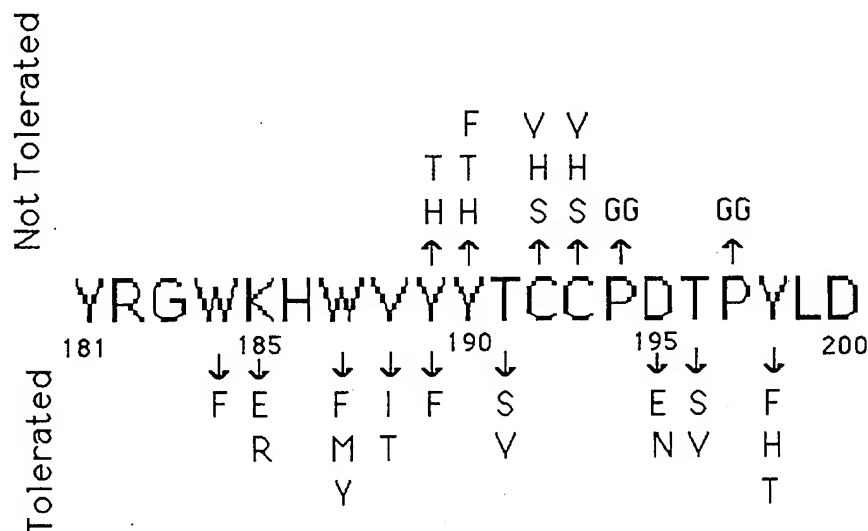 Not Tolerated
F V V
T T H H
H H S S GG GG
↑ ↑ ↑ ↑ ↑ ↑
YRGWKHWVYYTCCPDTPYLD
181 185 190 195 200
↓ ↓ ↓ ↓ ↓ ↓ ↓ ↓ ↓
F E F I F S E S F
R M T V N V H
Y T
Tolerated